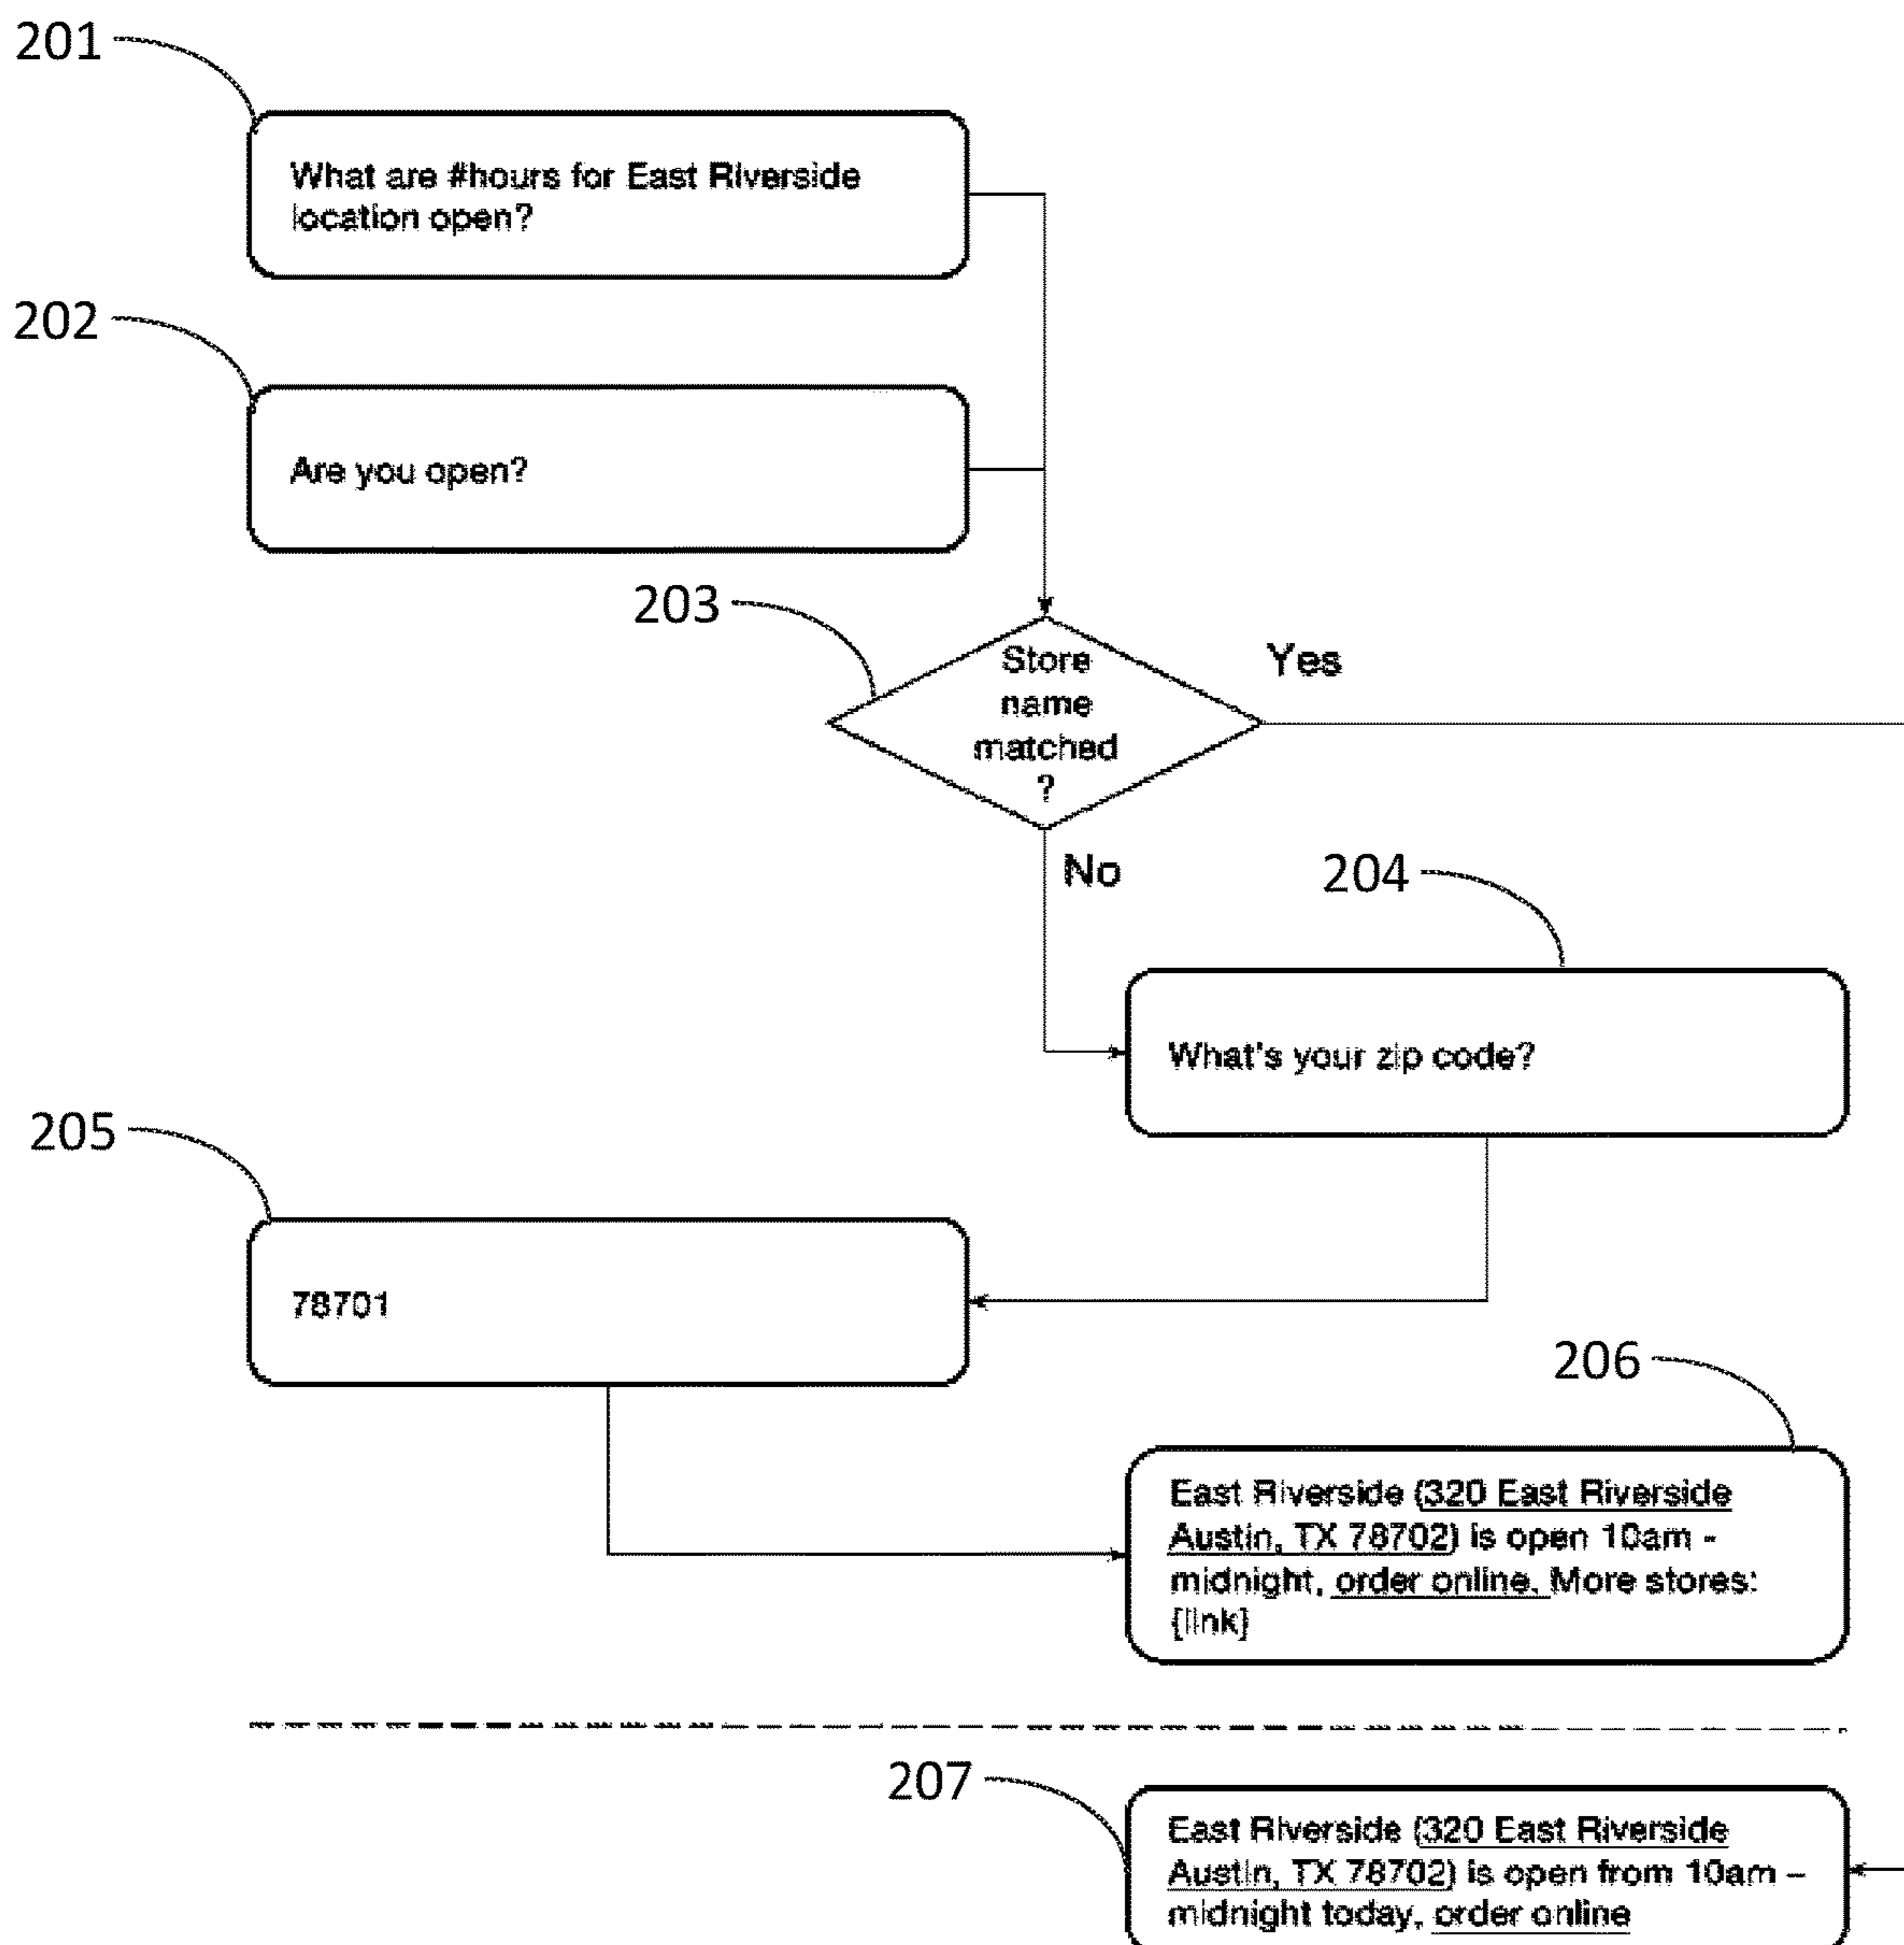 201
What are #hours for East Riverside
location open?
202
Are you open?
203
Store
name
matched
?
Yes
No
204
What's your zip code?
205
78701
206
East Riverside (320 East Riverside
Austin, TX 78702) is open 10am -
midnight, order online. More stores:
{link}
207
East Riverside (320 East Riverside
Austin, TX 78702) is open from 10am –
midnight today, order online